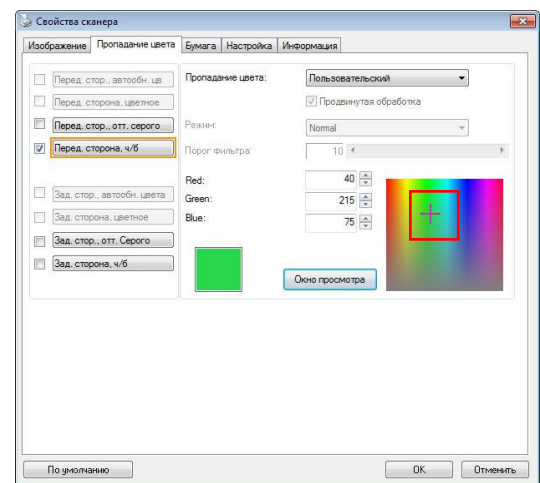 Свойства сканера
Изображение Пропадание цвета Бумага Настройка Информация
Перед. стор., автообн. цв
Перед. сторона, цветное
Перед. стор., отт. серого
Перед. сторона, ч/б
Зад. стор., автообн. цвета
Зад. сторона, цветное
Зад. стор., отт. Серого
Зад. сторона, ч/б
Пропадание цвета: Пользовательский
Продвинутая обработка
Режим: Normal
Порог фильтра: 10
Red: 40
Green: 215
Blue: 75
Окно просмотра
По умолчанию OK Отменить